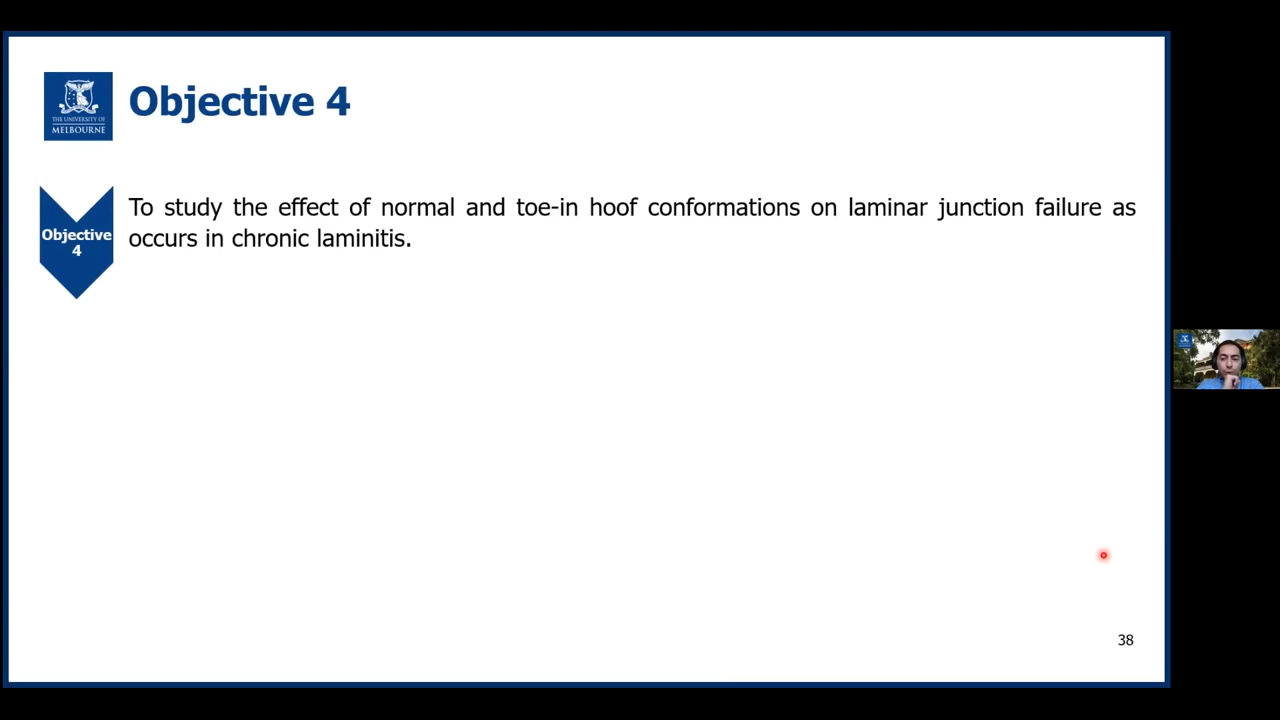 THE UNIVERSITY OF
MELBOURNE
Objective 4
Objective
4
To study the effect of normal and toe-in hoof conformations on laminar junction failure as
occurs in chronic laminitis.
38